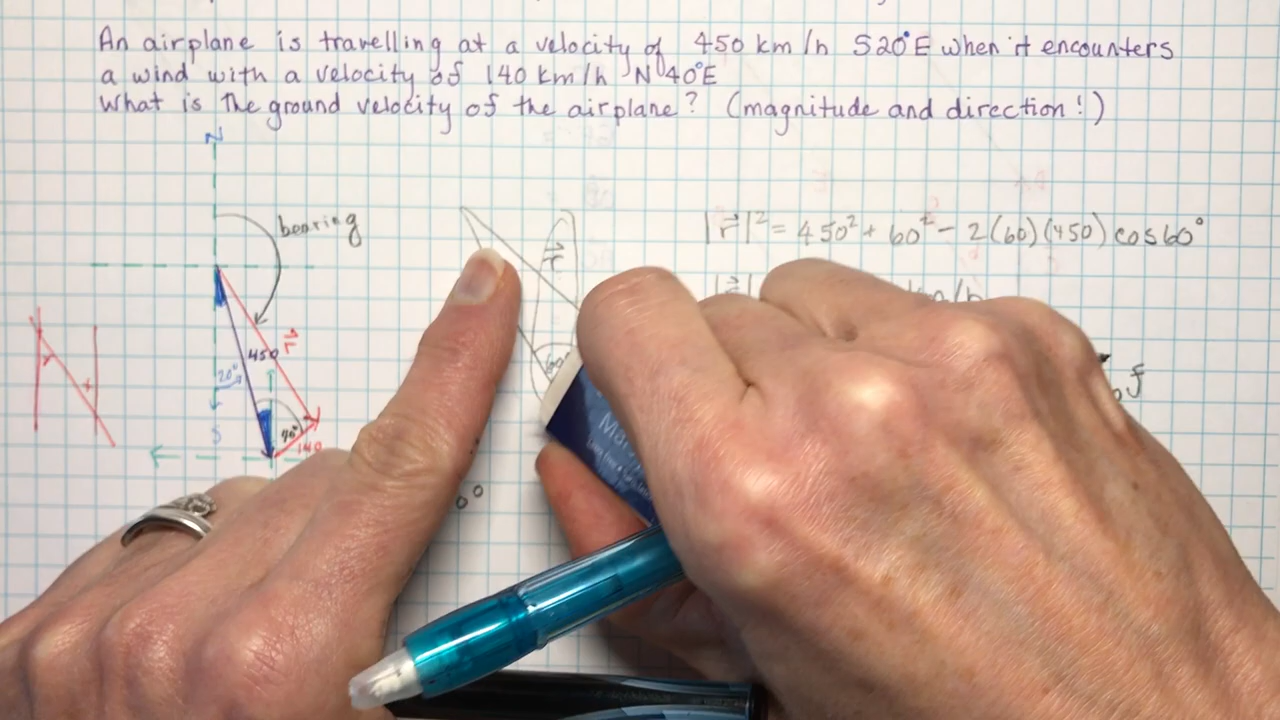 An airplane is travelling at a velocity of 450 km/h S20°E when it encounters
a wind with a velocity of 140 km/h N40°E
What is the ground velocity of the airplane? (magnitude and direction!)
N
bearing
r
|r|² = 450² + 60² - 2(60)(450) cos60°
r
450
20°
60°
S
40°
140